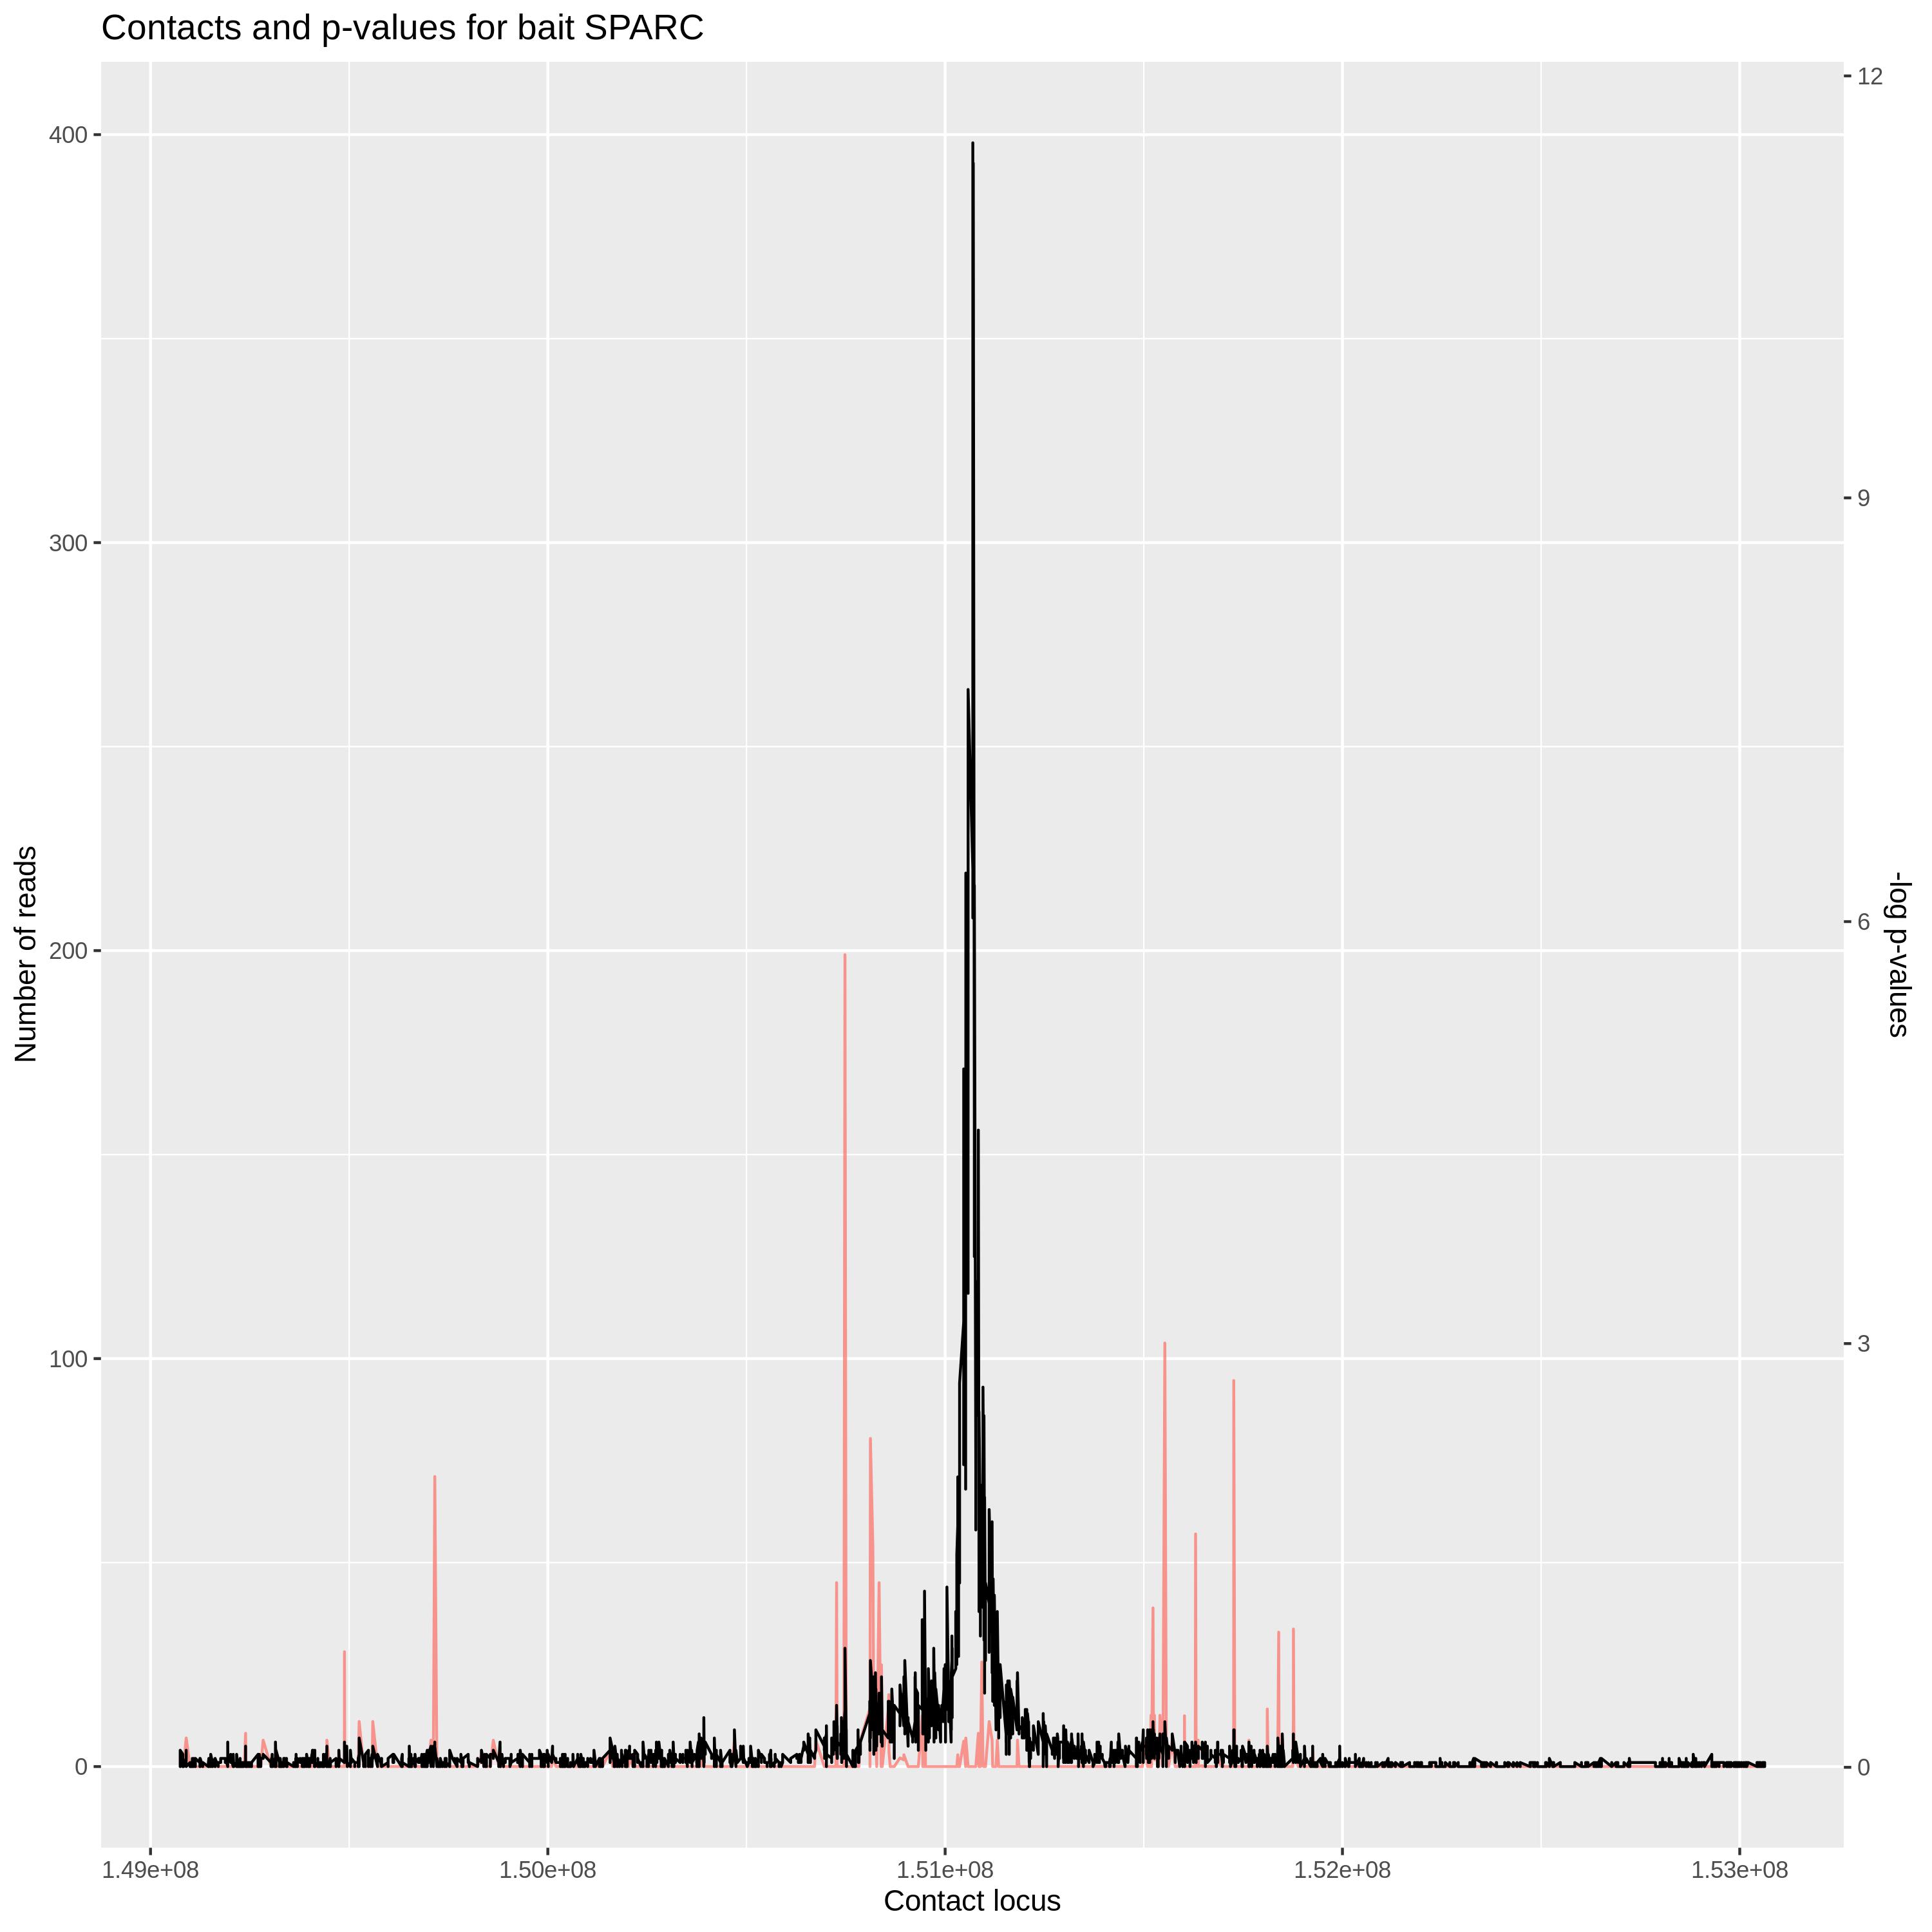 Contacts and p-values for bait SPARC
400
300
200
100
0
Number of reads
12
9
6
3
0
-log p-values
1.49e+08
1.50e+08
1.51e+08
1.52e+08
1.53e+08
Contact locus